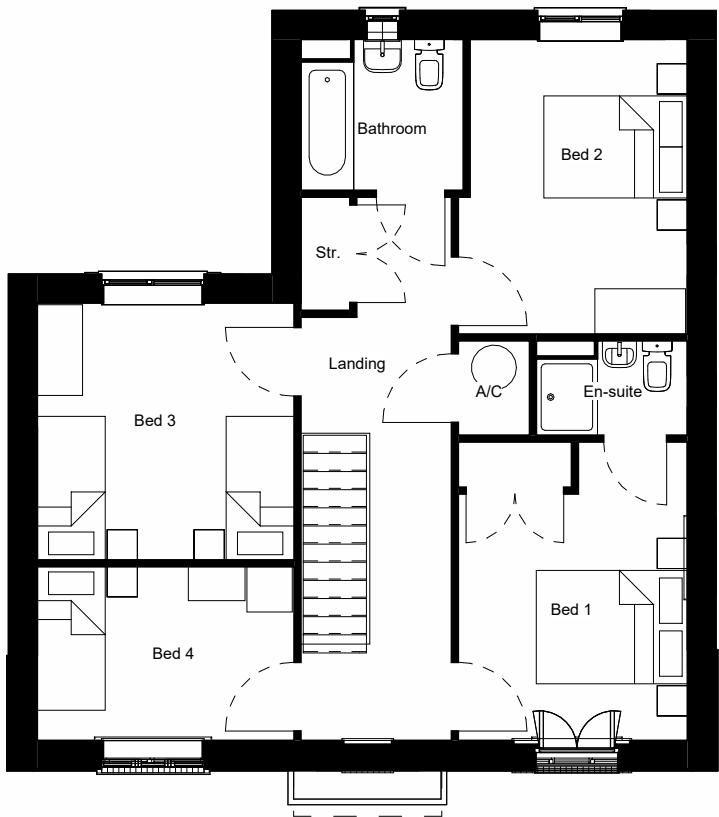 Bathroom
Bed 2
Str.
Landing
A/C
En-suite
Bed 3
Bed 1
Bed 4